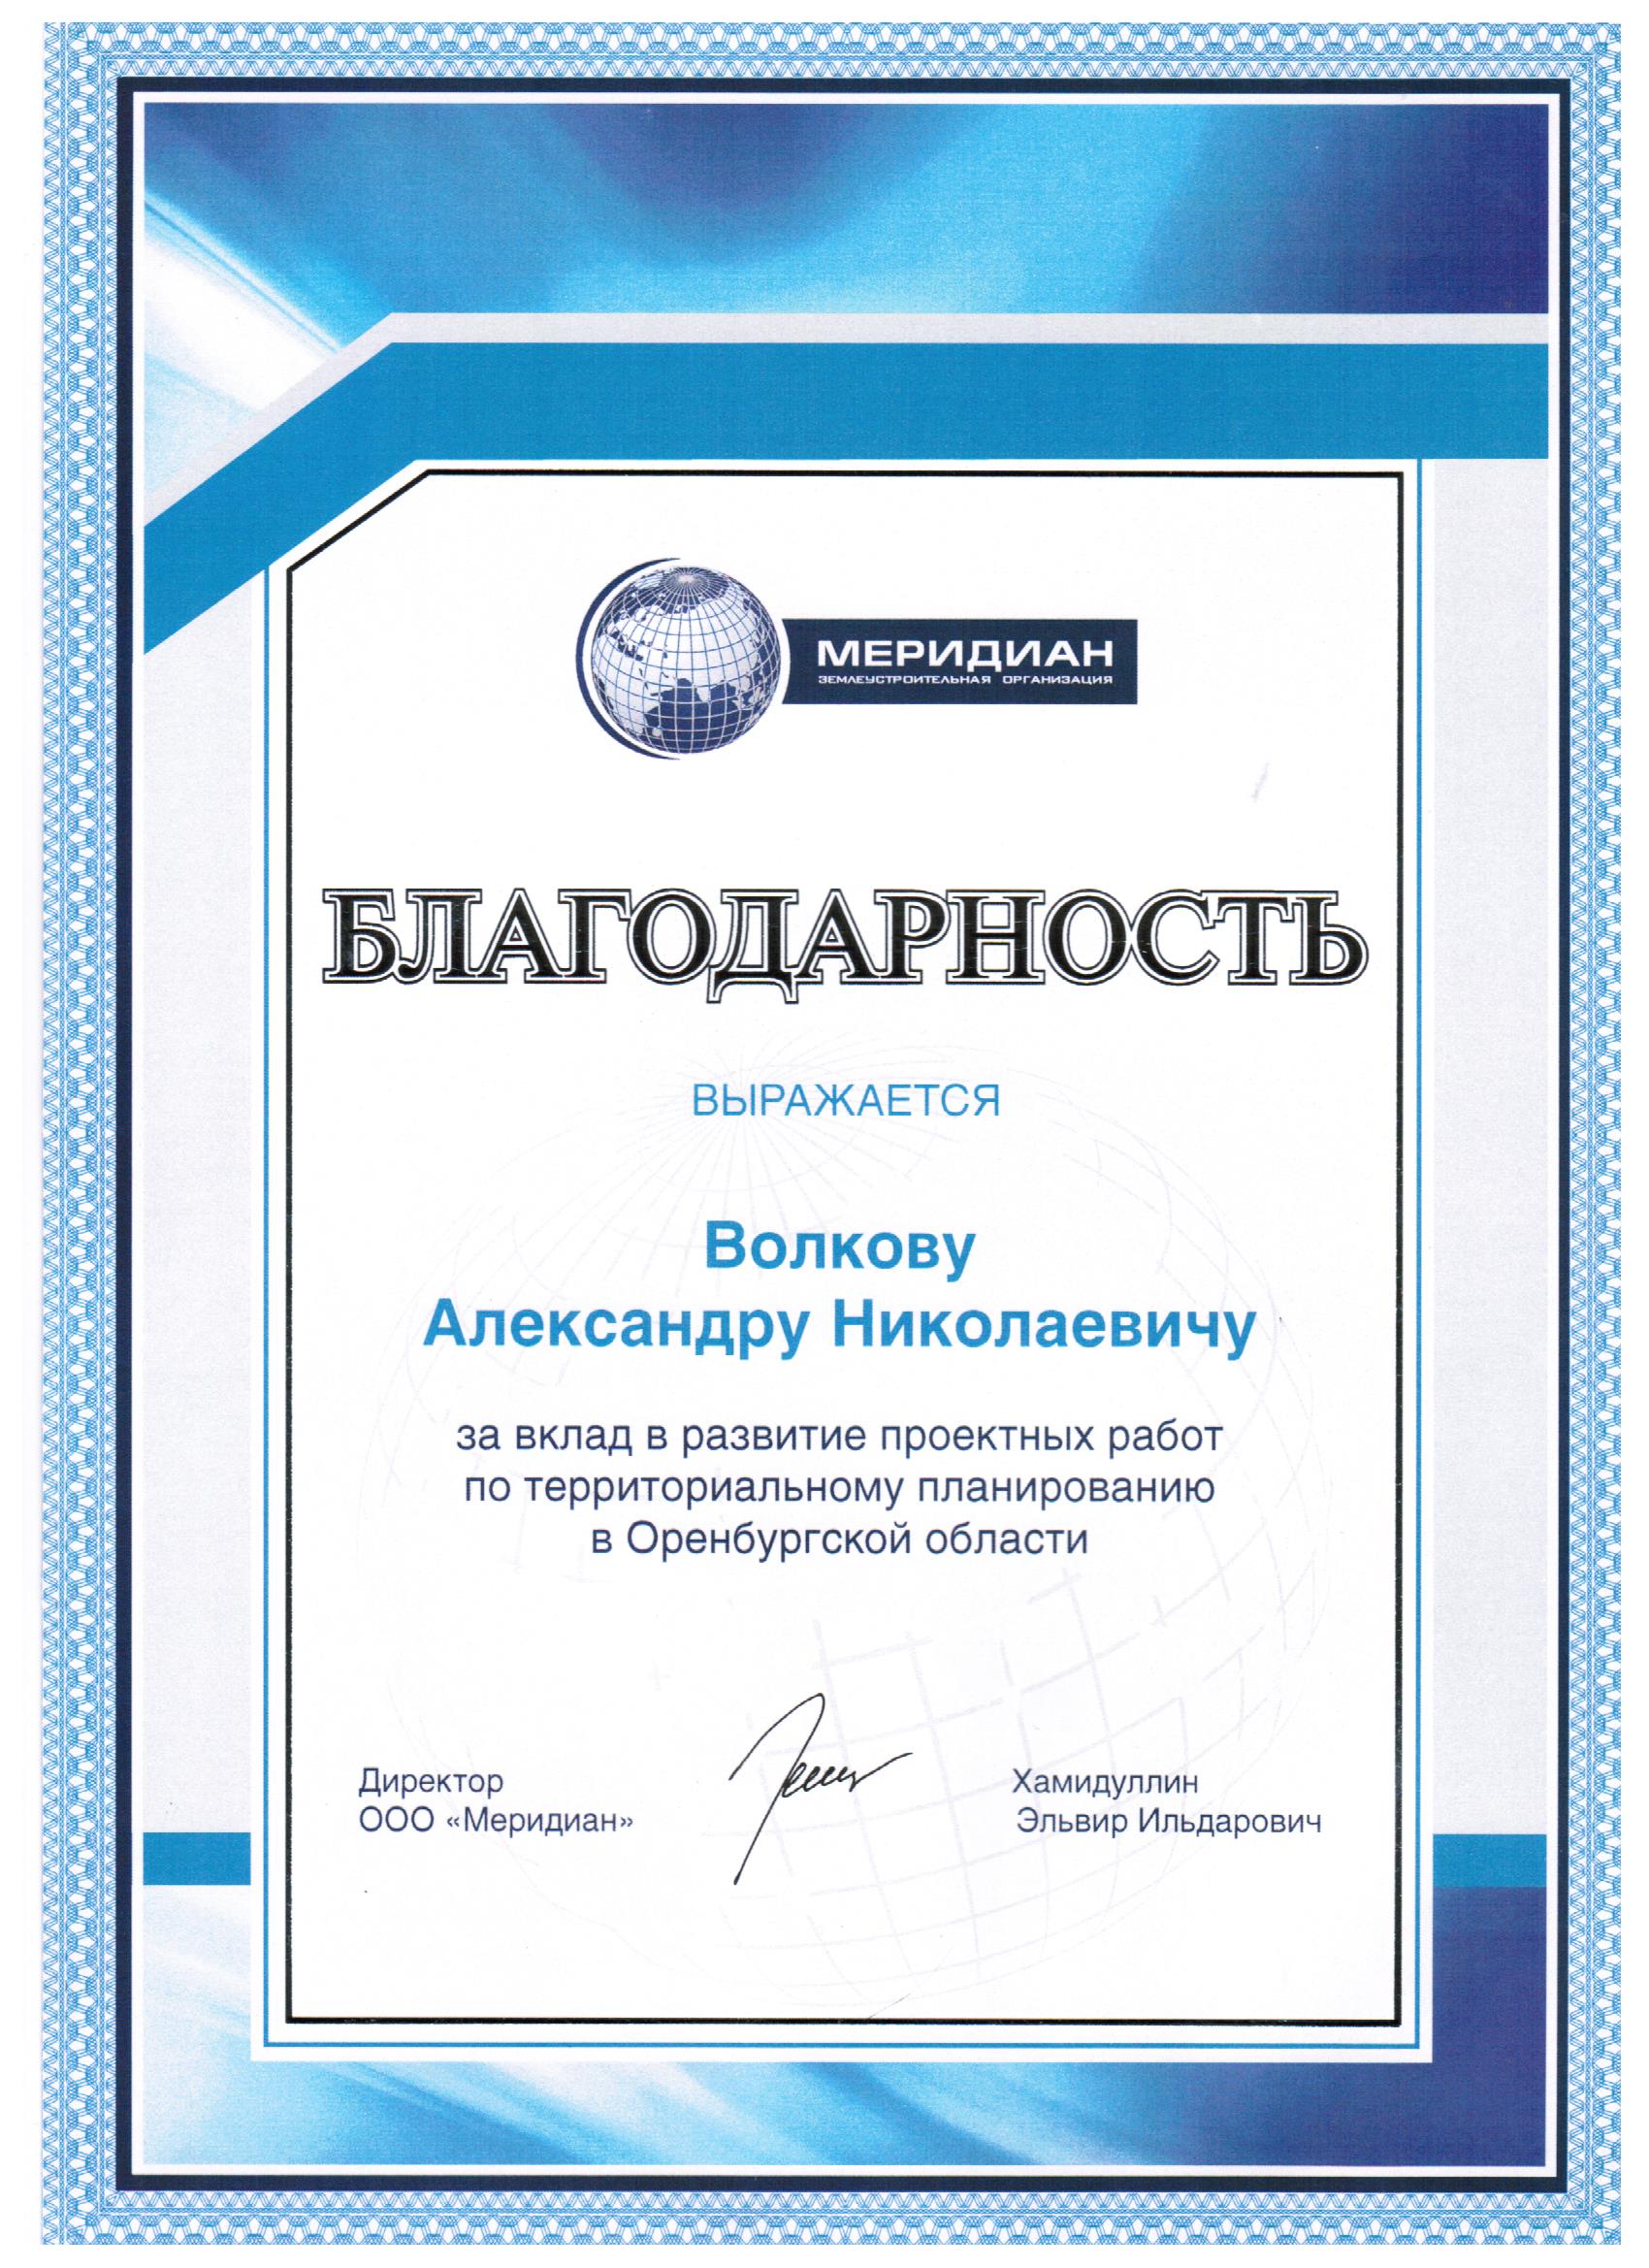 МЕРИДИАН
ЗЕМЛЕУСТРОИТЕЛЬНАЯ ОРГАНИЗАЦИЯ
БЛАГОДАРНОСТЬ
ВЫРАЖАЕТСЯ
Волкову
Александру Николаевичу
за вклад в развитие проектных работ
по территориальному планированию
в Оренбургской области
Директор
ООО «Меридиан»
Хамидуллин
Эльвир Ильдарович